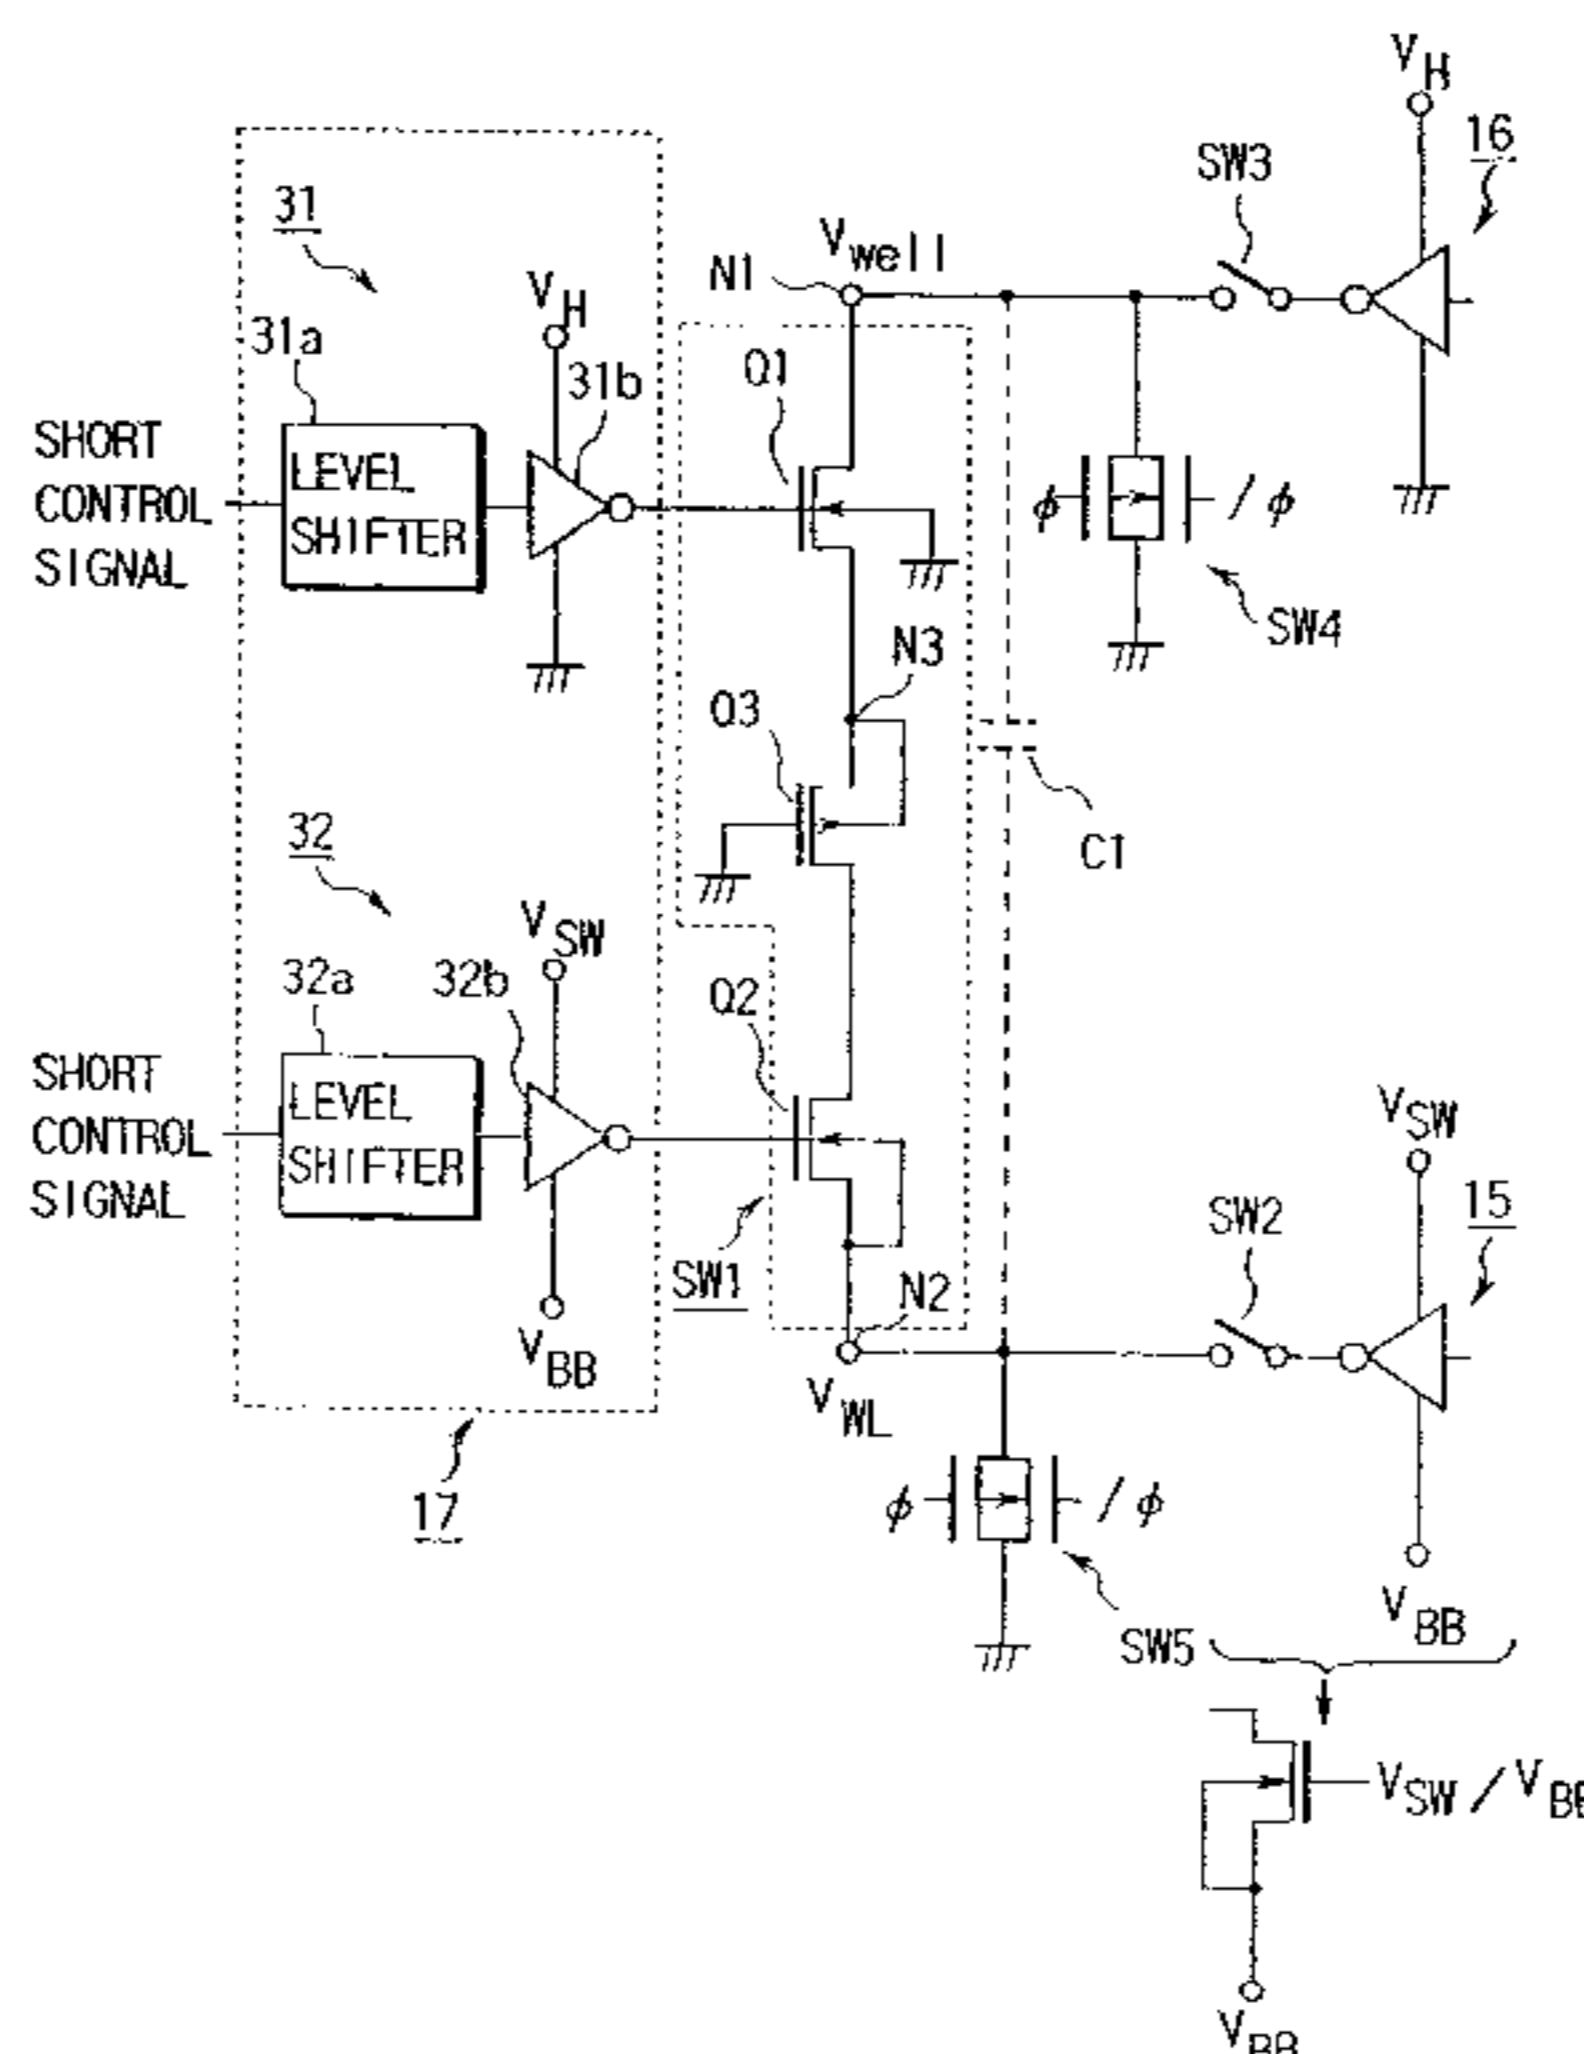 V_H
16
SW3
31
V_well
N1
V_H
31a
Q1
31b
SHORT
CONTROL
SIGNAL
LEVEL
SHIFTER
φ
/φ
SW4
N3
Q3
C1
32
V_SW
32a
32b
Q2
SHORT
CONTROL
SIGNAL
LEVEL
SHIFTER
V_SW
15
SW2
SW1
N2
V_BB
V_WL
17
φ
/φ
V_BB
SW5
V_SW/V_BB
V_BB